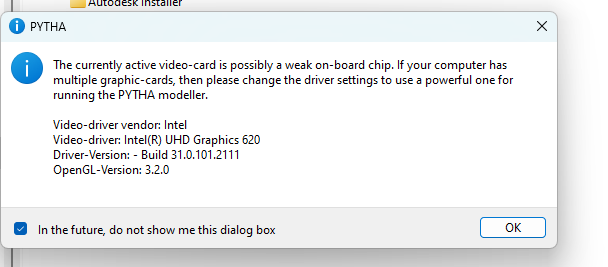 Autodesk Installer
PYTHA
The currently active video-card is possibly a weak on-board chip. If your computer has
multiple graphic-cards, then please change the driver settings to use a powerful one for
running the PYTHA modeller.
Video-driver vendor: Intel
Video-driver: Intel(R) UHD Graphics 620
Driver-Version: - Build 31.0.101.2111
OpenGL-Version: 3.2.0
In the future, do not show me this dialog box
OK